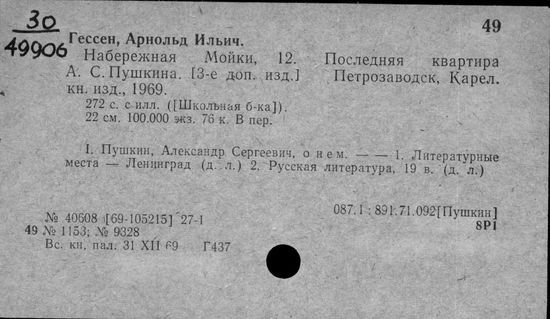 30
49906
49
Гессен, Арнольд Ильич.
Набережная Мойки, 12. Последняя квартира
А. С. Пушкина. [3-е доп. изд.] Петрозаводск, Карел.
кн. изд., 1969.
272 с. с илл. ([Школьная б-ка]).
22 см. 100.000 экз. 76 к. В пер.
I. Пушкин, Александр Сергеевич, о нем. — — 1. Литературные
места — Ленинград (д. л.) 2. Русская литература, 19 в. (д. л.)
087.1 : 891.71.092[Пушкин]
8Р1
№ 40608 [69-105215] 27-1
49 № 1153; № 9328
Вс. кн. пал. 31 XII 69 Г437